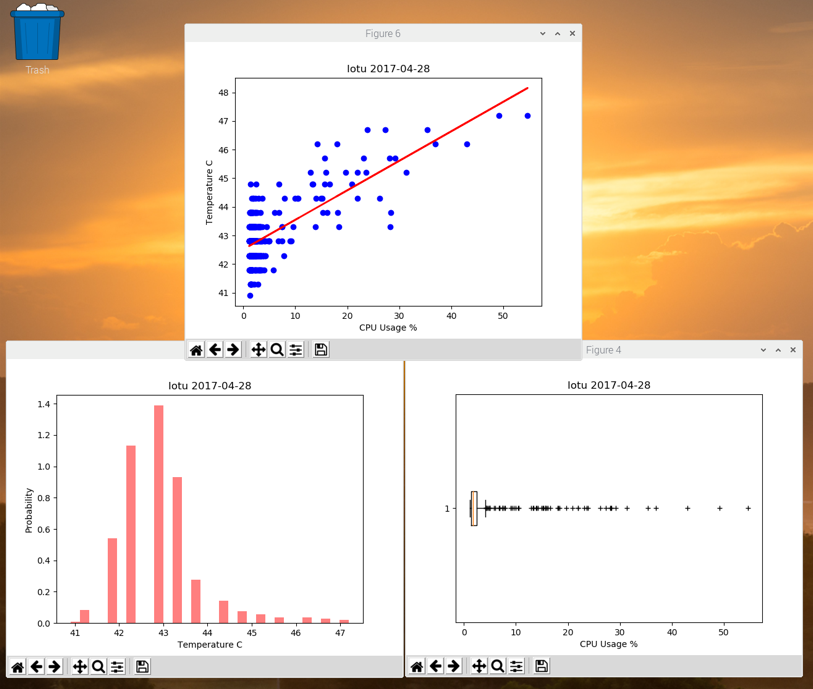 Trash
Figure 6
Iotu 2017-04-28
48
47
46
45
44
43
42
41
Temperature C
0 10 20 30 40 50
CPU Usage %
Iotu 2017-04-28
1.4
1.2
1.0
0.8
0.6
0.4
0.2
0.0
Probability
41 42 43 44 45 46 47
Temperature C
Figure 4
Iotu 2017-04-28
1
0 10 20 30 40 50
CPU Usage %